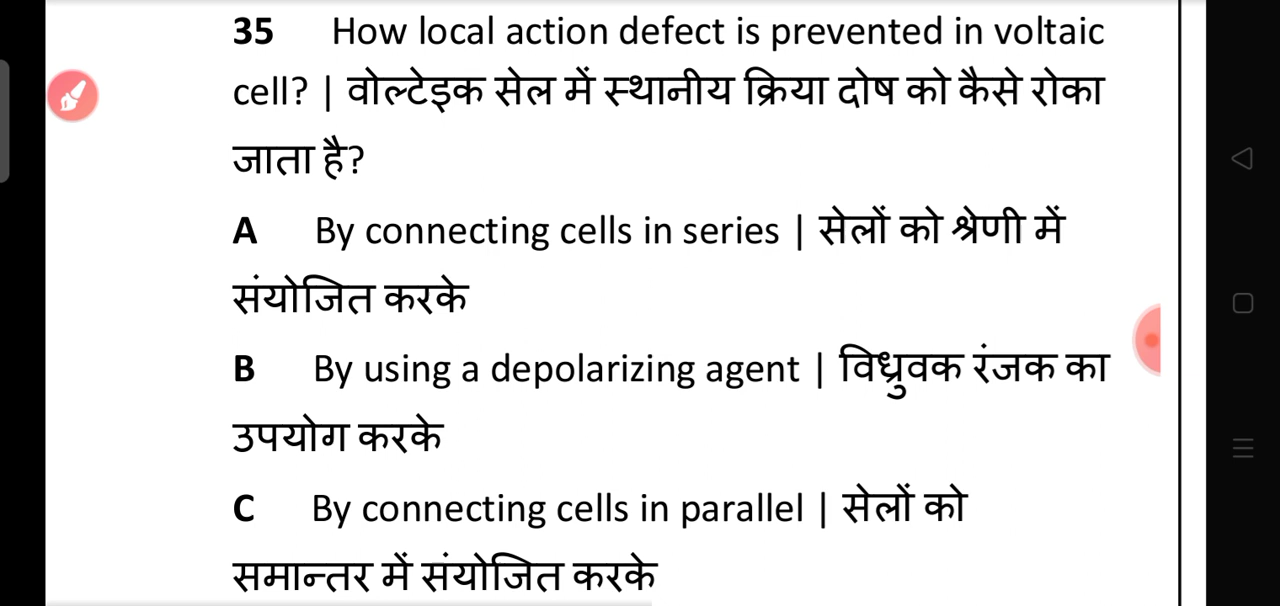 35 How local action defect is prevented in voltaic
cell? | वोल्टेइक सेल में स्थानीय क्रिया दोष को कैसे रोका
जाता है?
A By connecting cells in series | सेलों को श्रेणी में
संयोजित करके
B By using a depolarizing agent | विध्रुवक रंजक का
उपयोग करके
C By connecting cells in parallel | सेलों को
समान्तर में संयोजित करके